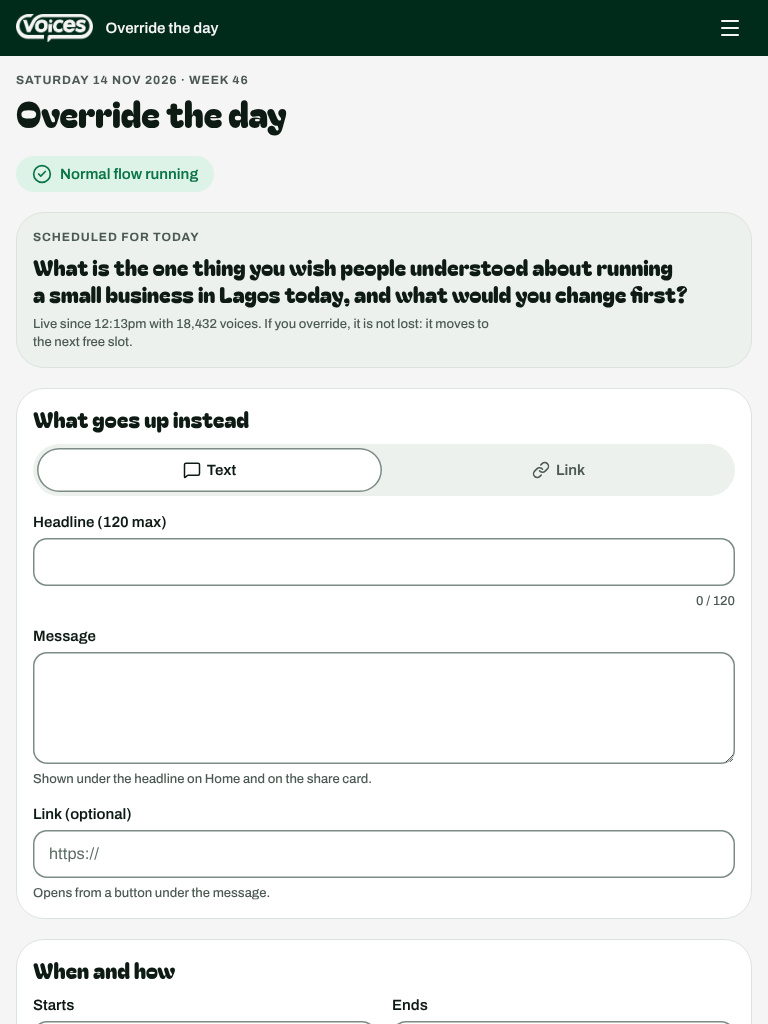 Voices Override the day
SATURDAY 14 NOV 2026 · WEEK 46
Override the day
Normal flow running
SCHEDULED FOR TODAY
What is the one thing you wish people understood about running
a small business in Lagos today, and what would you change first?
Live since 12:13pm with 18,432 voices. If you override, it is not lost: it moves to
the next free slot.
What goes up instead
Text Link
Headline (120 max)
0 / 120
Message
Shown under the headline on Home and on the share card.
Link (optional)
https://
Opens from a button under the message.
When and how
Starts Ends